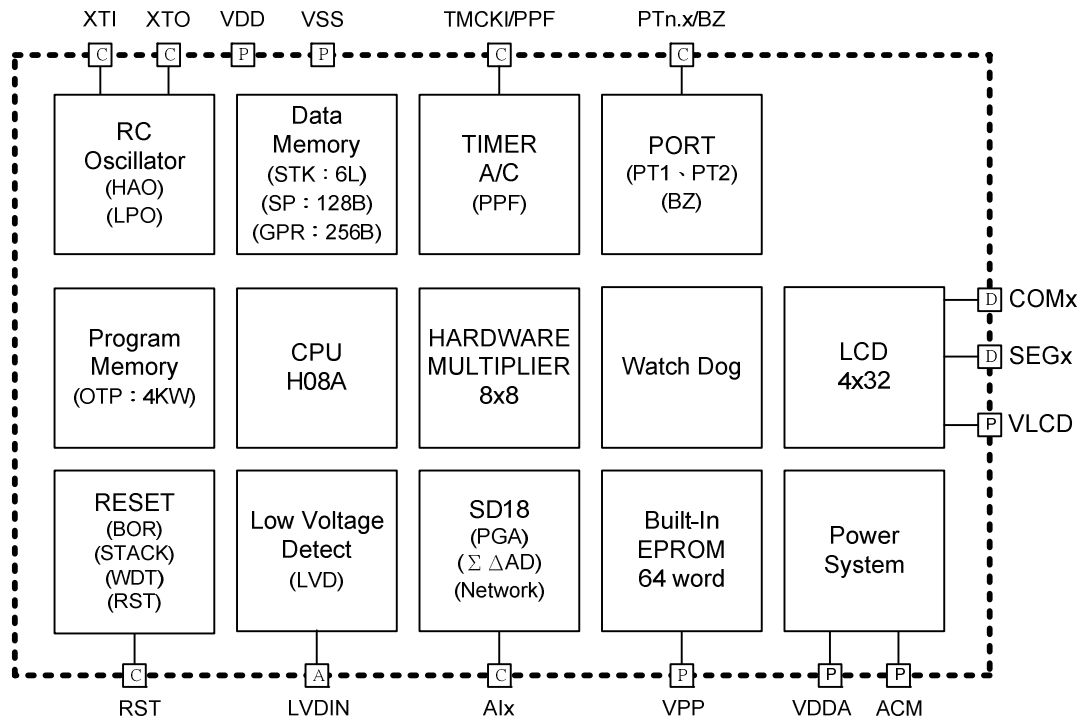 XTI XTO VDD VSS TMCKI/PPF PTn.x/BZ
C C P P C C
RC
Oscillator
(HAO)
(LPO)
Data
Memory
(STK：6L)
(SP：128B)
(GPR：256B)
TIMER
A/C
(PPF)
PORT
(PT1、PT2)
(BZ)
Program
Memory
(OTP：4KW)
CPU
H08A
HARDWARE
MULTIPLIER
8x8
Watch Dog
LCD
4x32
D COMx
D SEGx
P VLCD
RESET
(BOR)
(STACK)
(WDT)
(RST)
Low Voltage
Detect
(LVD)
SD18
(PGA)
(Σ ΔAD)
(Network)
Built-In
EPROM
64 word
Power
System
C A C P P P
RST LVDIN AIx VPP VDDA ACM